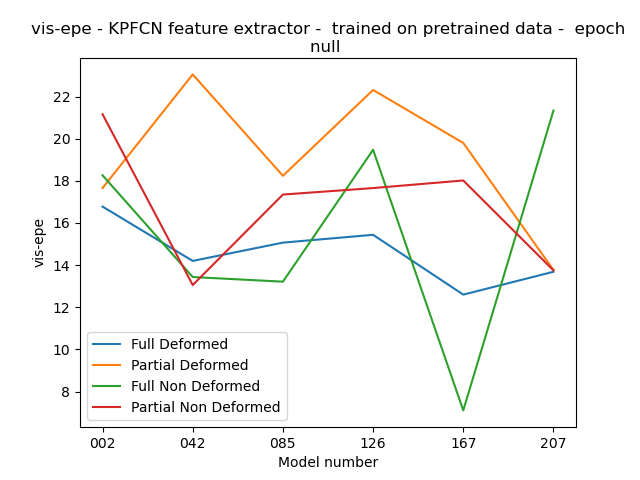 vis-epe - KPFCN feature extractor -  trained on pretrained data -  epoch
null
vis-epe
22
20
18
16
14
12
10
8
Full Deformed
Partial Deformed
Full Non Deformed
Partial Non Deformed
002 042 085 126 167 207
Model number